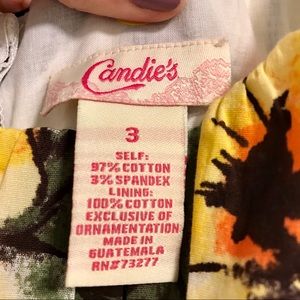 Candie's
3
SELF:
97% COTTON
3% SPANDEX
LINING:
100% COTTON
EXCLUSIVE OF
ORNAMENTATION
MADE IN
GUATEMALA
RN#73277